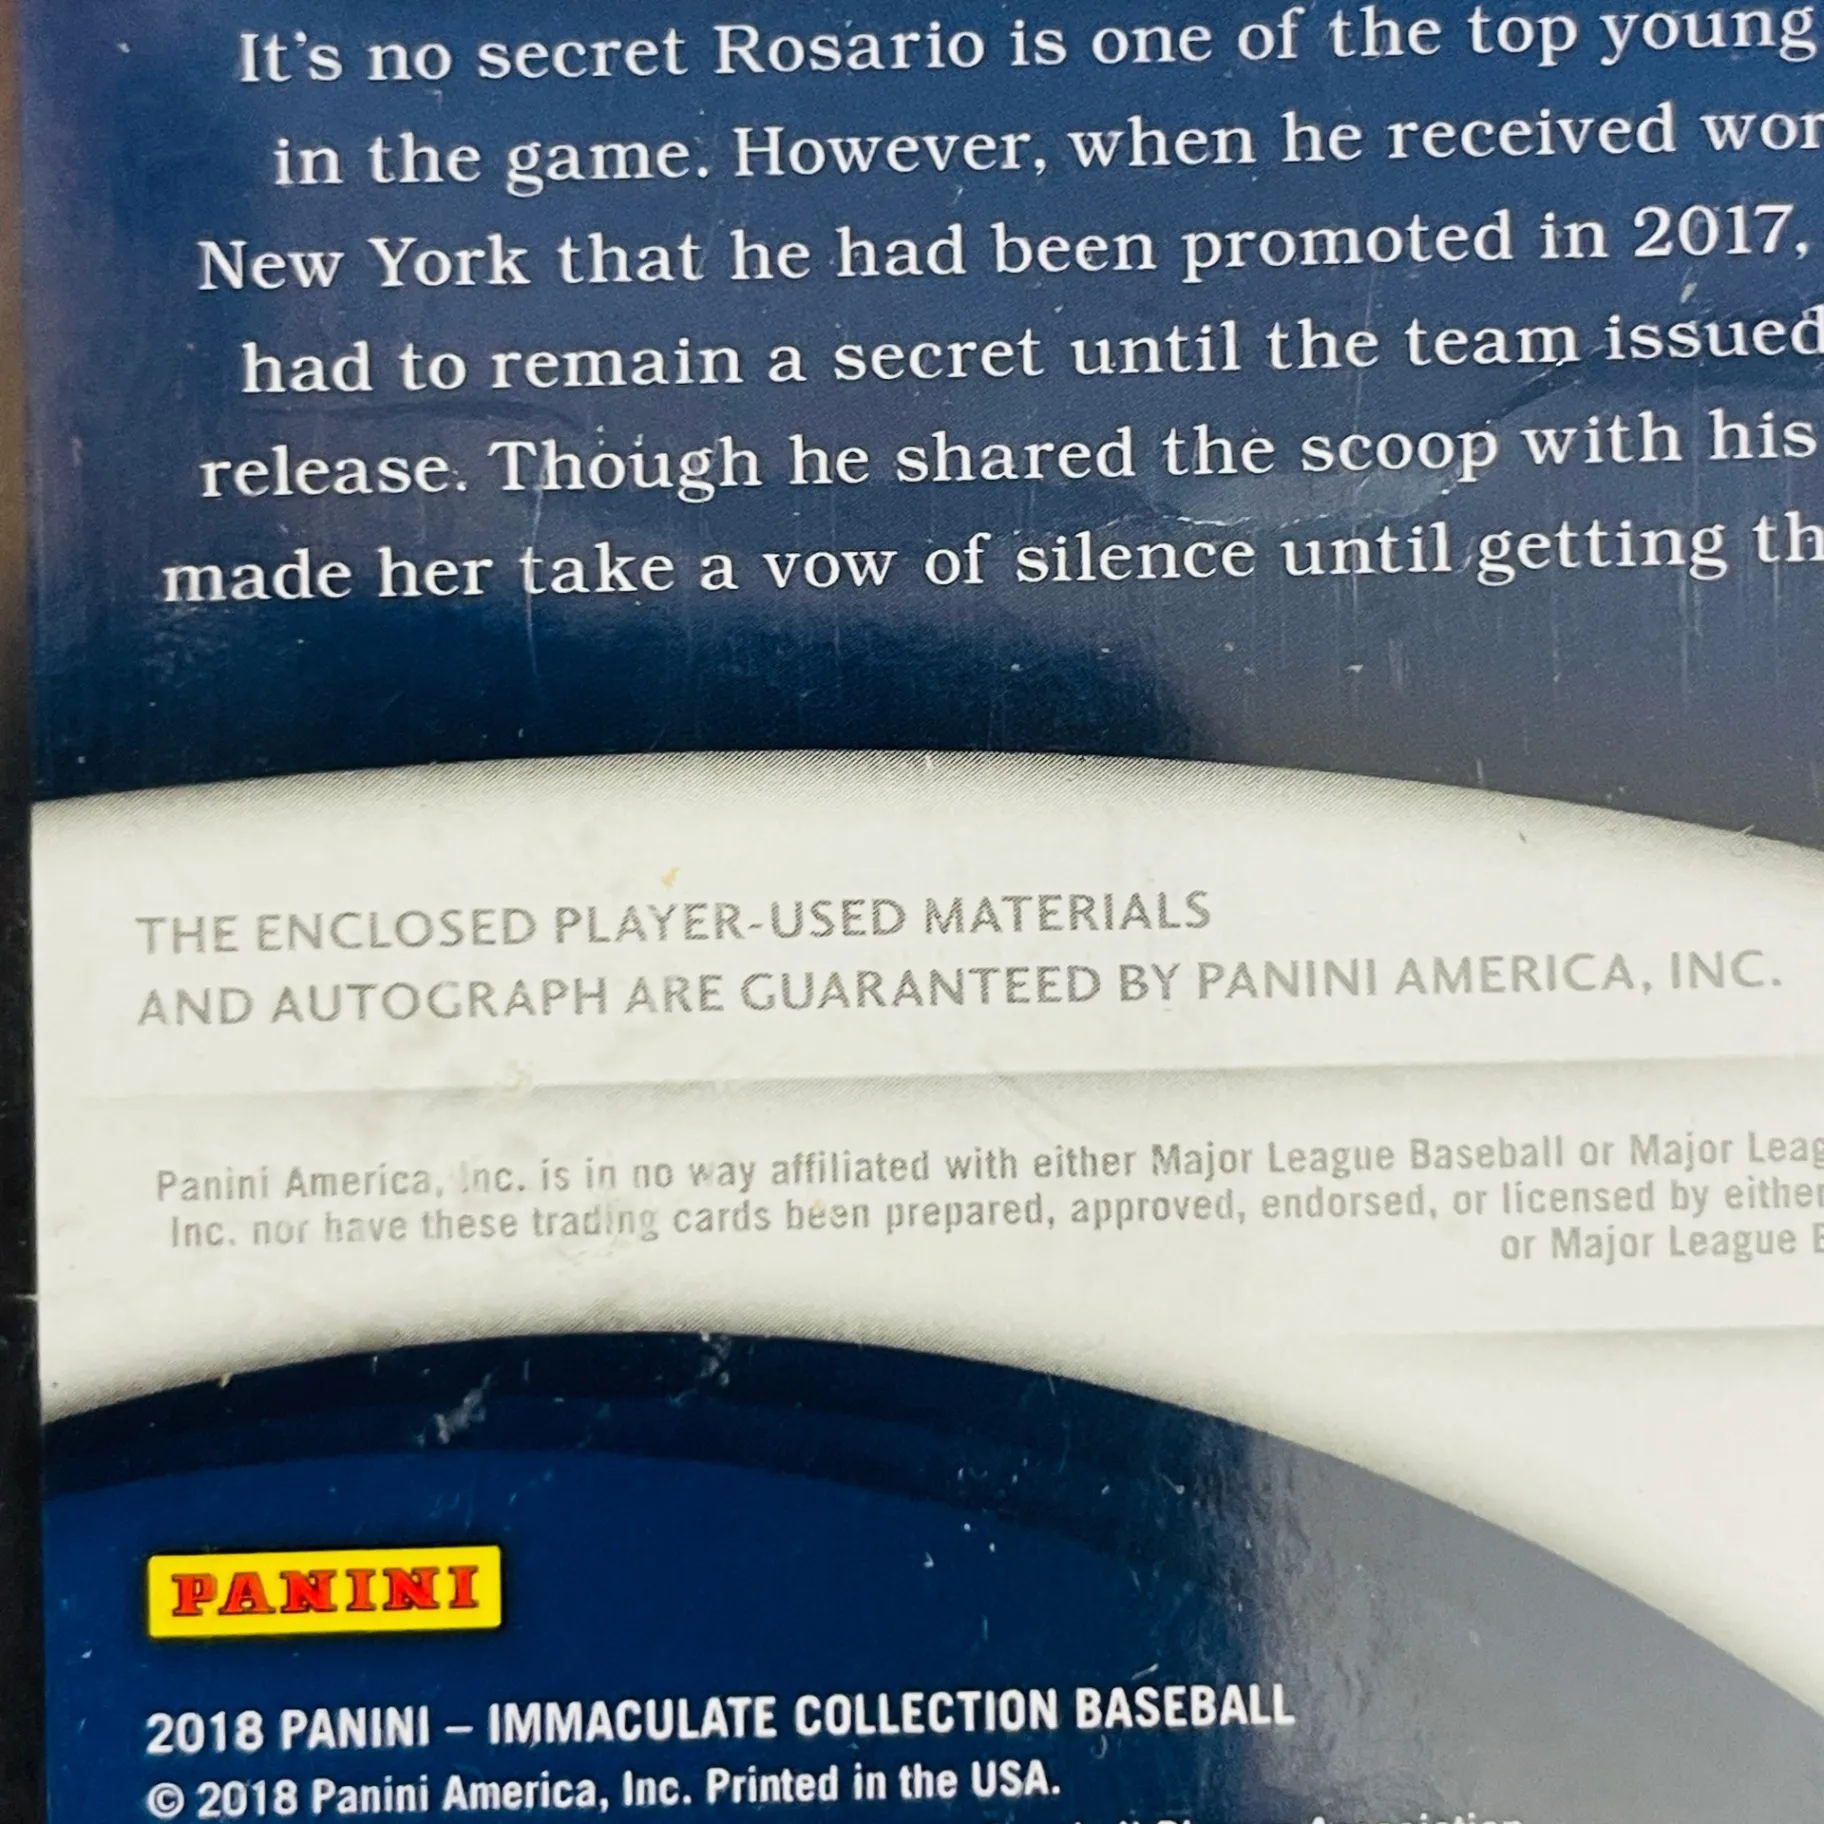 It's no secret Rosario is one of the top young
in the game. However, when he received wor
New York that he had been promoted in 2017,
had to remain a secret until the team issued
release. Though he shared the scoop with his
made her take a vow of silence until getting th
THE ENCLOSED PLAYER-USED MATERIALS
AND AUTOGRAPH ARE GUARANTEED BY PANINI AMERICA, INC.
Panini America, Inc. is in no way affiliated with either Major League Baseball or Major Leag
Inc. nor have these trading cards been prepared, approved, endorsed, or licensed by either
or Major League B
PANINI
2018 PANINI – IMMACULATE COLLECTION BASEBALL
© 2018 Panini America, Inc. Printed in the USA.